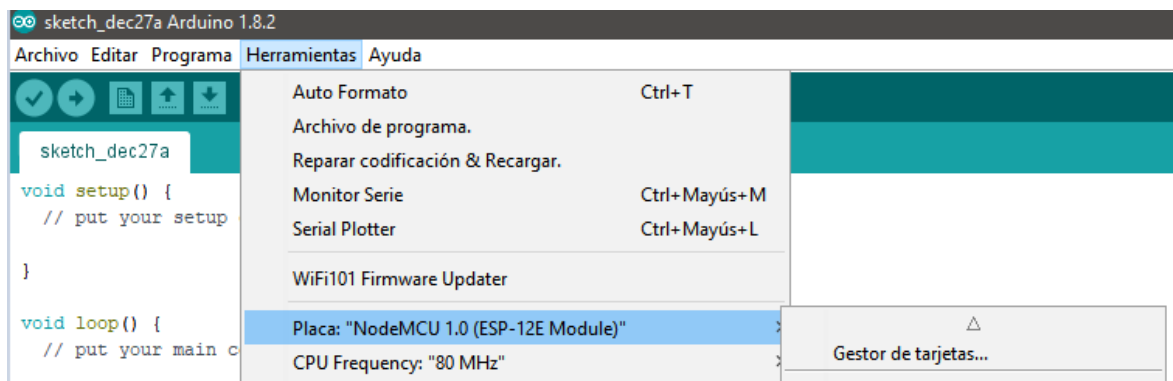 sketch_dec27a Arduino 1.8.2
Archivo Editar Programa Herramientas Ayuda
Auto Formato Ctrl+T
Archivo de programa.
Reparar codificación & Recargar.
Monitor Serie Ctrl+Mayús+M
Serial Plotter Ctrl+Mayús+L
WiFi101 Firmware Updater
Placa: "NodeMCU 1.0 (ESP-12E Module)"
CPU Frequency: "80 MHz"
Gestor de tarjetas...
sketch_dec27a
void setup() {
// put your setup
}
void loop() {
// put your main c